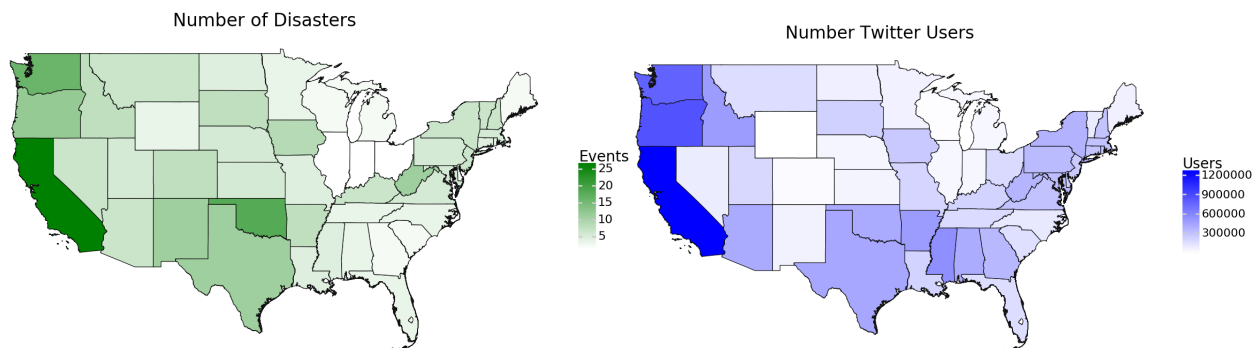 Number of Disasters
Events
25
20
15
10
5
Number Twitter Users
Users
1200000
900000
600000
300000